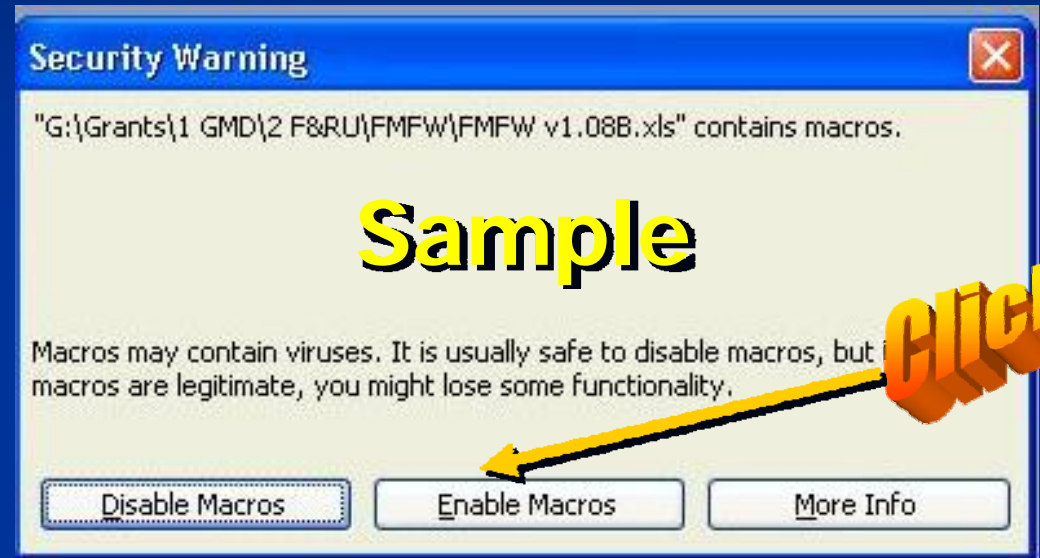 Security Warning
"G:\Grants\1 GMD\2 F&RU\FMFW\FMFW v1.08B.xls" contains macros.
Sample
Click
Macros may contain viruses. It is usually safe to disable macros, but
macros are legitimate, you might lose some functionality.
Disable Macros
Enable Macros
More Info